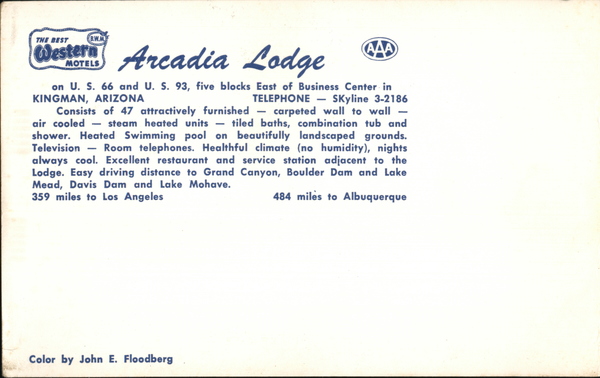 THE BEST
Western
MOTELS
B.W.M.
Arcadia Lodge
AAA
on U. S. 66 and U. S. 93, five blocks East of Business Center in
KINGMAN, ARIZONA TELEPHONE — SKyline 3-2186
Consists of 47 attractively furnished — carpeted wall to wall —
air cooled — steam heated units — tiled baths, combination tub and
shower. Heated Swimming pool on beautifully landscaped grounds.
Television — Room telephones. Healthful climate (no humidity), nights
always cool. Excellent restaurant and service station adjacent to the
Lodge. Easy driving distance to Grand Canyon, Boulder Dam and Lake
Mead, Davis Dam and Lake Mohave.
359 miles to Los Angeles 484 miles to Albuquerque
Color by John E. Floodberg